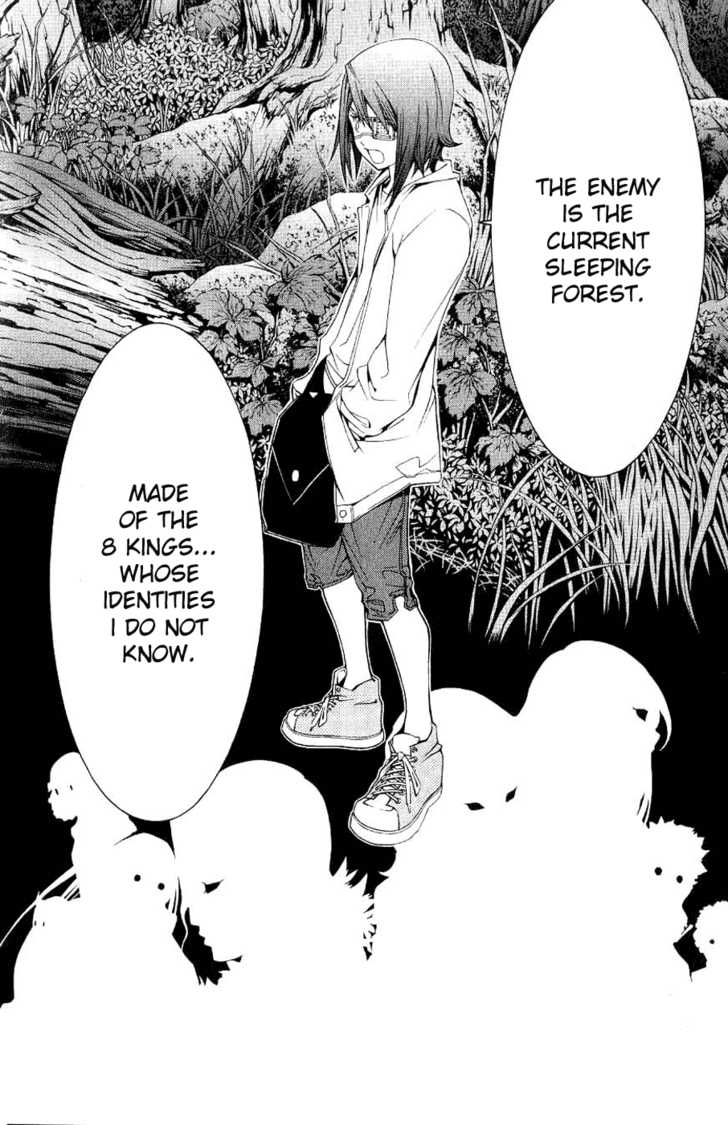 THE ENEMY
IS THE
CURRENT
SLEEPING
FOREST.
MADE
OF THE
8 KINGS...
WHOSE
IDENTITIES
I DO NOT
KNOW.